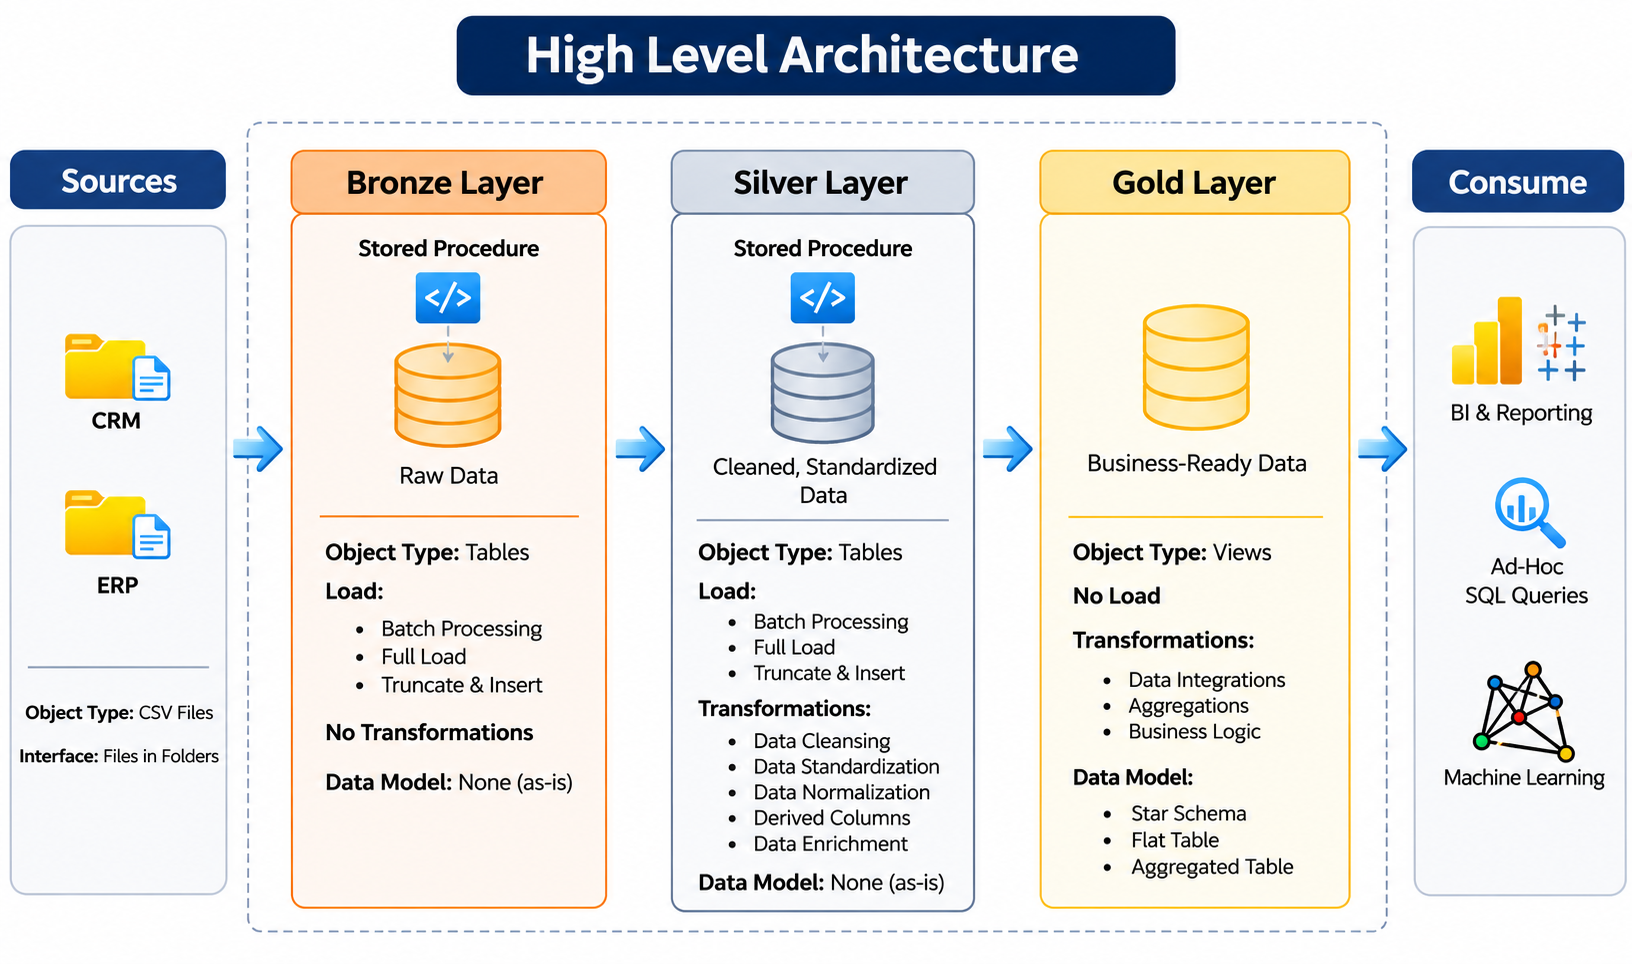 High Level Architecture
Sources
CRM
ERP
Object Type: CSV Files
Interface: Files in Folders
Bronze Layer
Stored Procedure
</>
Raw Data
Object Type: Tables
Load:
• Batch Processing
• Full Load
• Truncate & Insert
No Transformations
Data Model: None (as-is)
Silver Layer
Stored Procedure
</>
Cleaned, Standardized
Data
Object Type: Tables
Load:
• Batch Processing
• Full Load
• Truncate & Insert
Transformations:
• Data Cleansing
• Data Standardization
• Data Normalization
• Derived Columns
• Data Enrichment
Data Model: None (as-is)
Gold Layer
Business-Ready Data
Object Type: Views
No Load
Transformations:
• Data Integrations
• Aggregations
• Business Logic
Data Model:
• Star Schema
• Flat Table
• Aggregated Table
Consume
BI & Reporting
Ad-Hoc
SQL Queries
Machine Learning